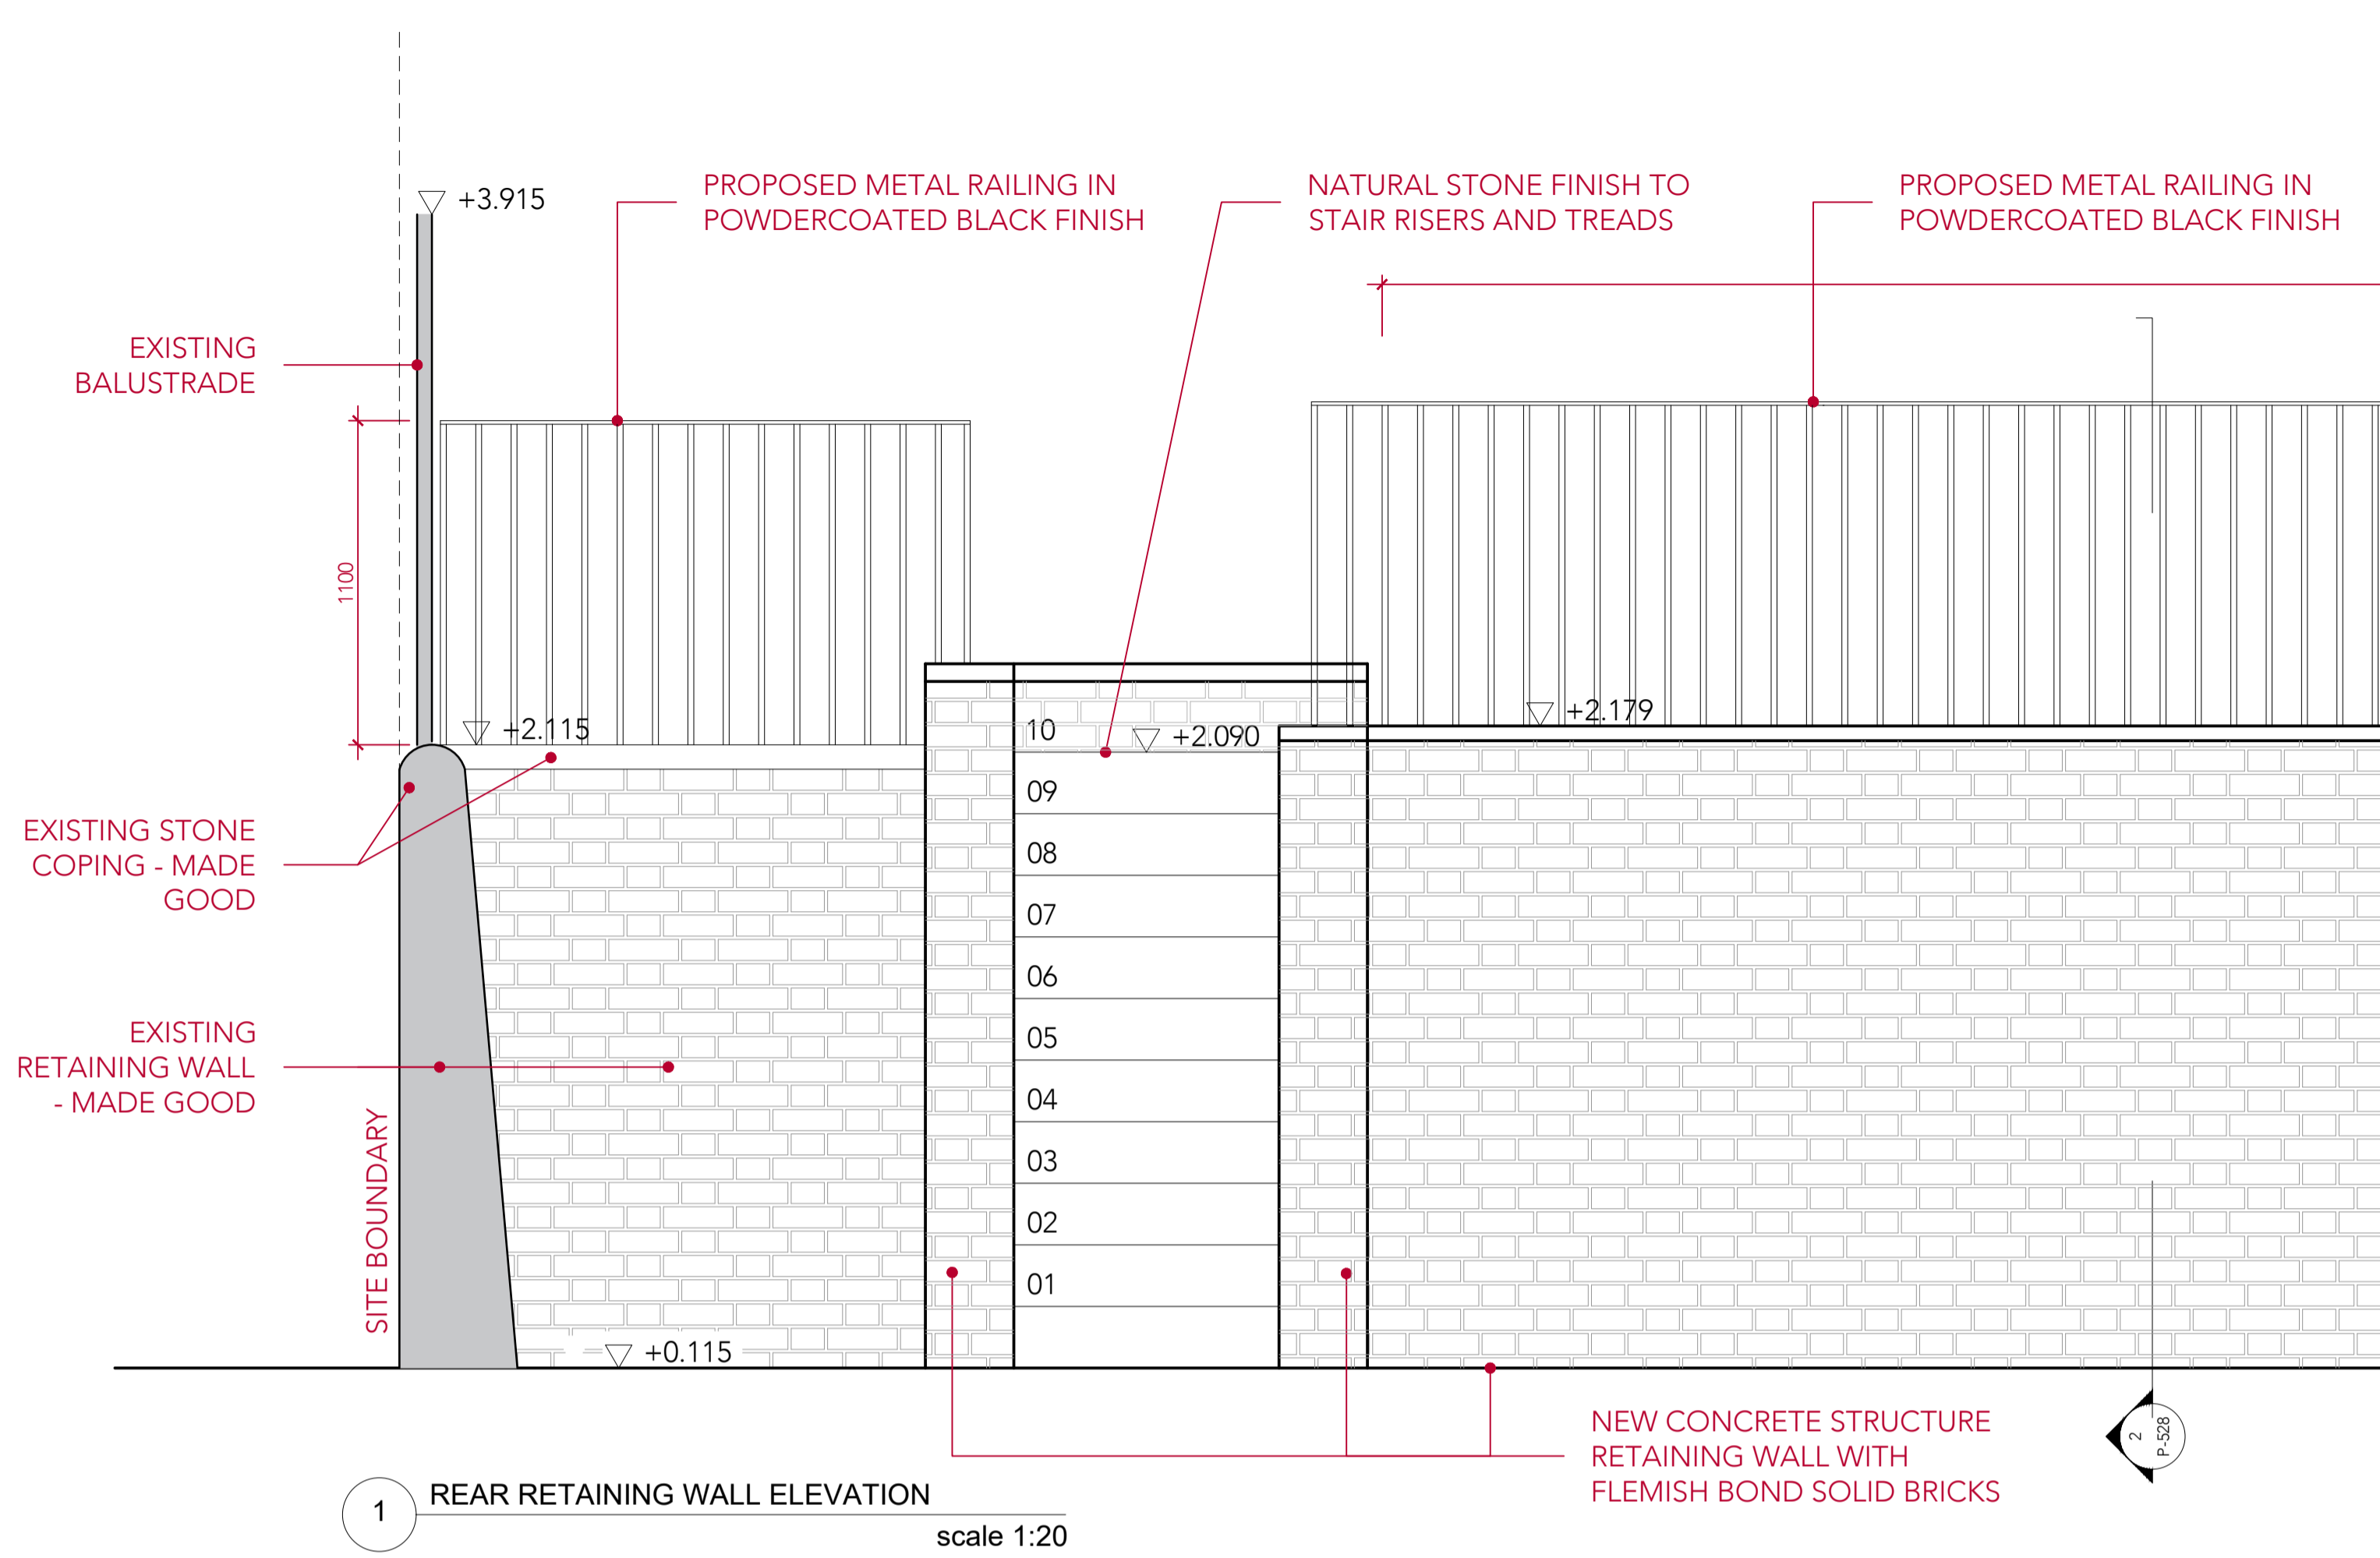 +3.915
PROPOSED METAL RAILING IN
POWDERCOATED BLACK FINISH
NATURAL STONE FINISH TO
STAIR RISERS AND TREADS
PROPOSED METAL RAILING IN
POWDERCOATED BLACK FINISH
EXISTING
BALUSTRADE
1100
+2.115
+2.179
10
+2.090
09
08
07
06
05
04
03
02
01
EXISTING STONE
COPING - MADE
GOOD
EXISTING
RETAINING WALL
- MADE GOOD
SITE BOUNDARY
+0.115
NEW CONCRETE STRUCTURE
RETAINING WALL WITH
FLEMISH BOND SOLID BRICKS
2
P-528
1
REAR RETAINING WALL ELEVATION
scale 1:20